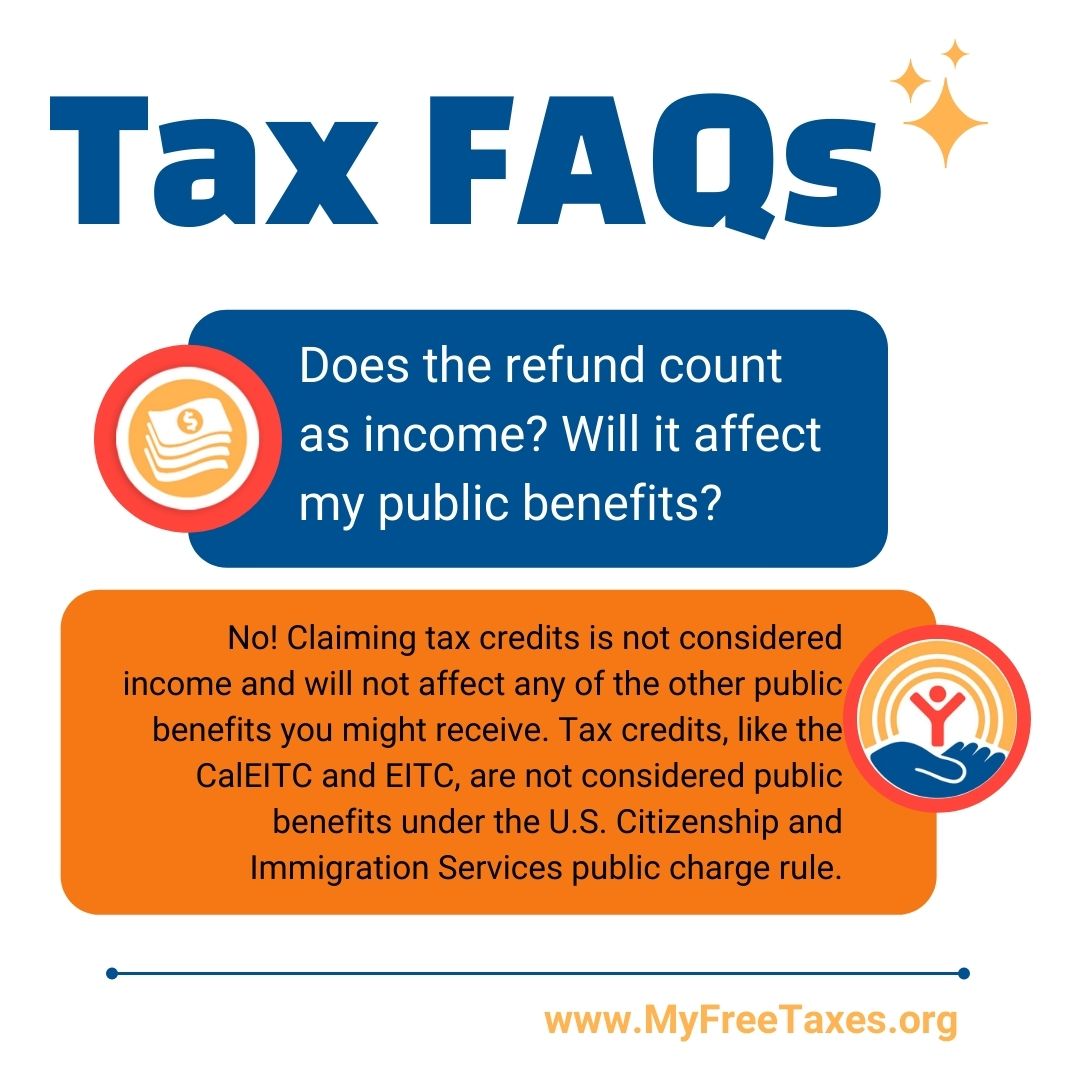 Tax FAQs
Does the refund count
as income? Will it affect
my public benefits?
$
No! Claiming tax credits is not considered
income and will not affect any of the other public
benefits you might receive. Tax credits, like the
CalEITC and EITC, are not considered public
benefits under the U.S. Citizenship and
Immigration Services public charge rule.
www.MyFreeTaxes.org